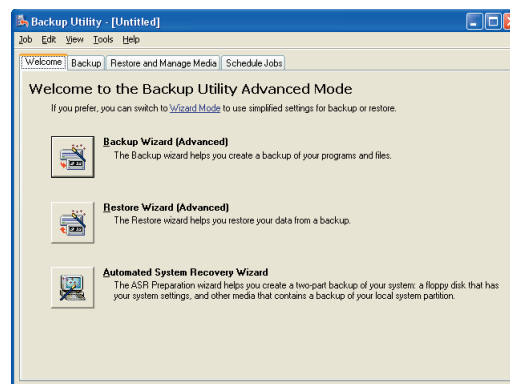 Backup Utility - [Untitled]
Job Edit View Tools Help
Welcome Backup Restore and Manage Media Schedule Jobs
Welcome to the Backup Utility Advanced Mode
If you prefer, you can switch to Wizard Mode to use simplified settings for backup or restore.
Backup Wizard (Advanced)
The Backup wizard helps you create a backup of your programs and files.
Restore Wizard (Advanced)
The Restore wizard helps you restore your data from a backup.
Automated System Recovery Wizard
The ASR Preparation wizard helps you create a two-part backup of your system: a floppy disk that has
your system settings, and other media that contains a backup of your local system partition.